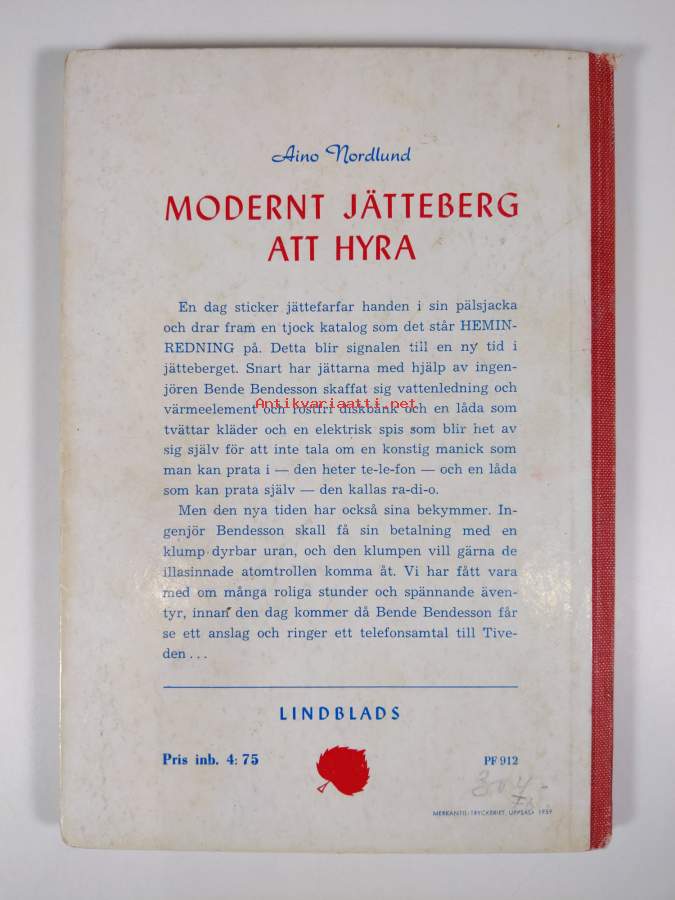 Aino Nordlund
MODERNT JÄTTEBERG
ATT HYRA
En dag sticker jättefarfar handen i sin pälsjacka
och drar fram en tjock katalog som det står HEMIN-
REDNING på. Detta blir signalen till en ny tid i
jätteberget. Snart har jättarna med hjälp av ingen-
jören Bende Bendesson skaffat sig vattenledning och
värmeelement och rostfri diskbänk och en låda som
Antikvariaatti.net
tvättar kläder och en elektrisk spis som blir het av
sig själv för att inte tala om en konstig manick som
man kan prata i — den heter te-le-fon — och en låda
som kan prata själv — den kallas ra-di-o.
Men den nya tiden har också sina bekymmer. In-
genjör Bendesson skall få sin betalning med en
klump dyrbar uran, och den klumpen vill gärna de
illasinnade atomtrollen komma åt. Vi har fått vara
med om många roliga stunder och spännande även-
tyr, innan den dag kommer då Bende Bendesson får
se ett anslag och ringer ett telefonsamtal till Tive-
den . . .
LINDBLADS
Pris inb. 4: 75
PF 912
MERKANTIL-TRYCKERIET, UPPSALA 1959